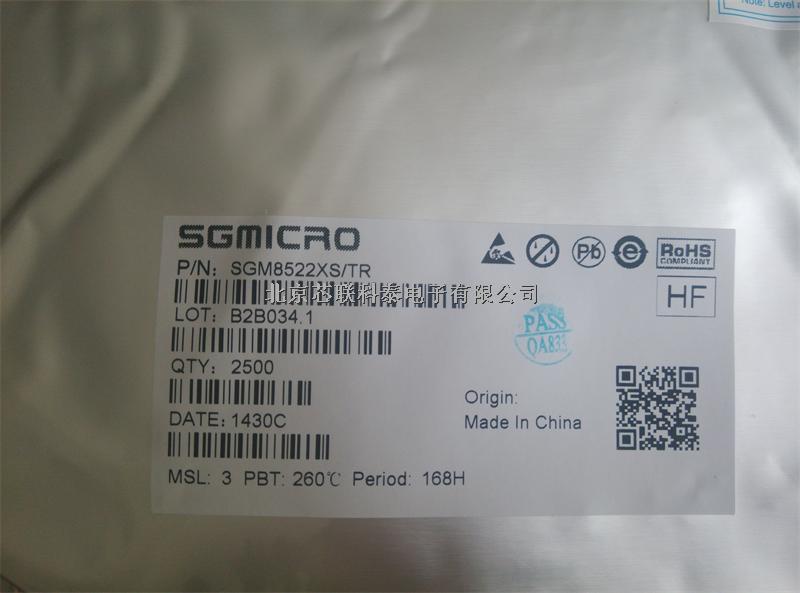 Note: Level a
SGMICRO
P/N: SGM8522XS/TR
Pb
e
RoHS
COMPLIANT
HF
北京芯联科泰电子有限公司
LOT: B2B034.1
PASS
QA833
QTY: 2500
DATE: 1430C
Origin:
Made In China
MSL: 3 PBT: 260℃ Period: 168H